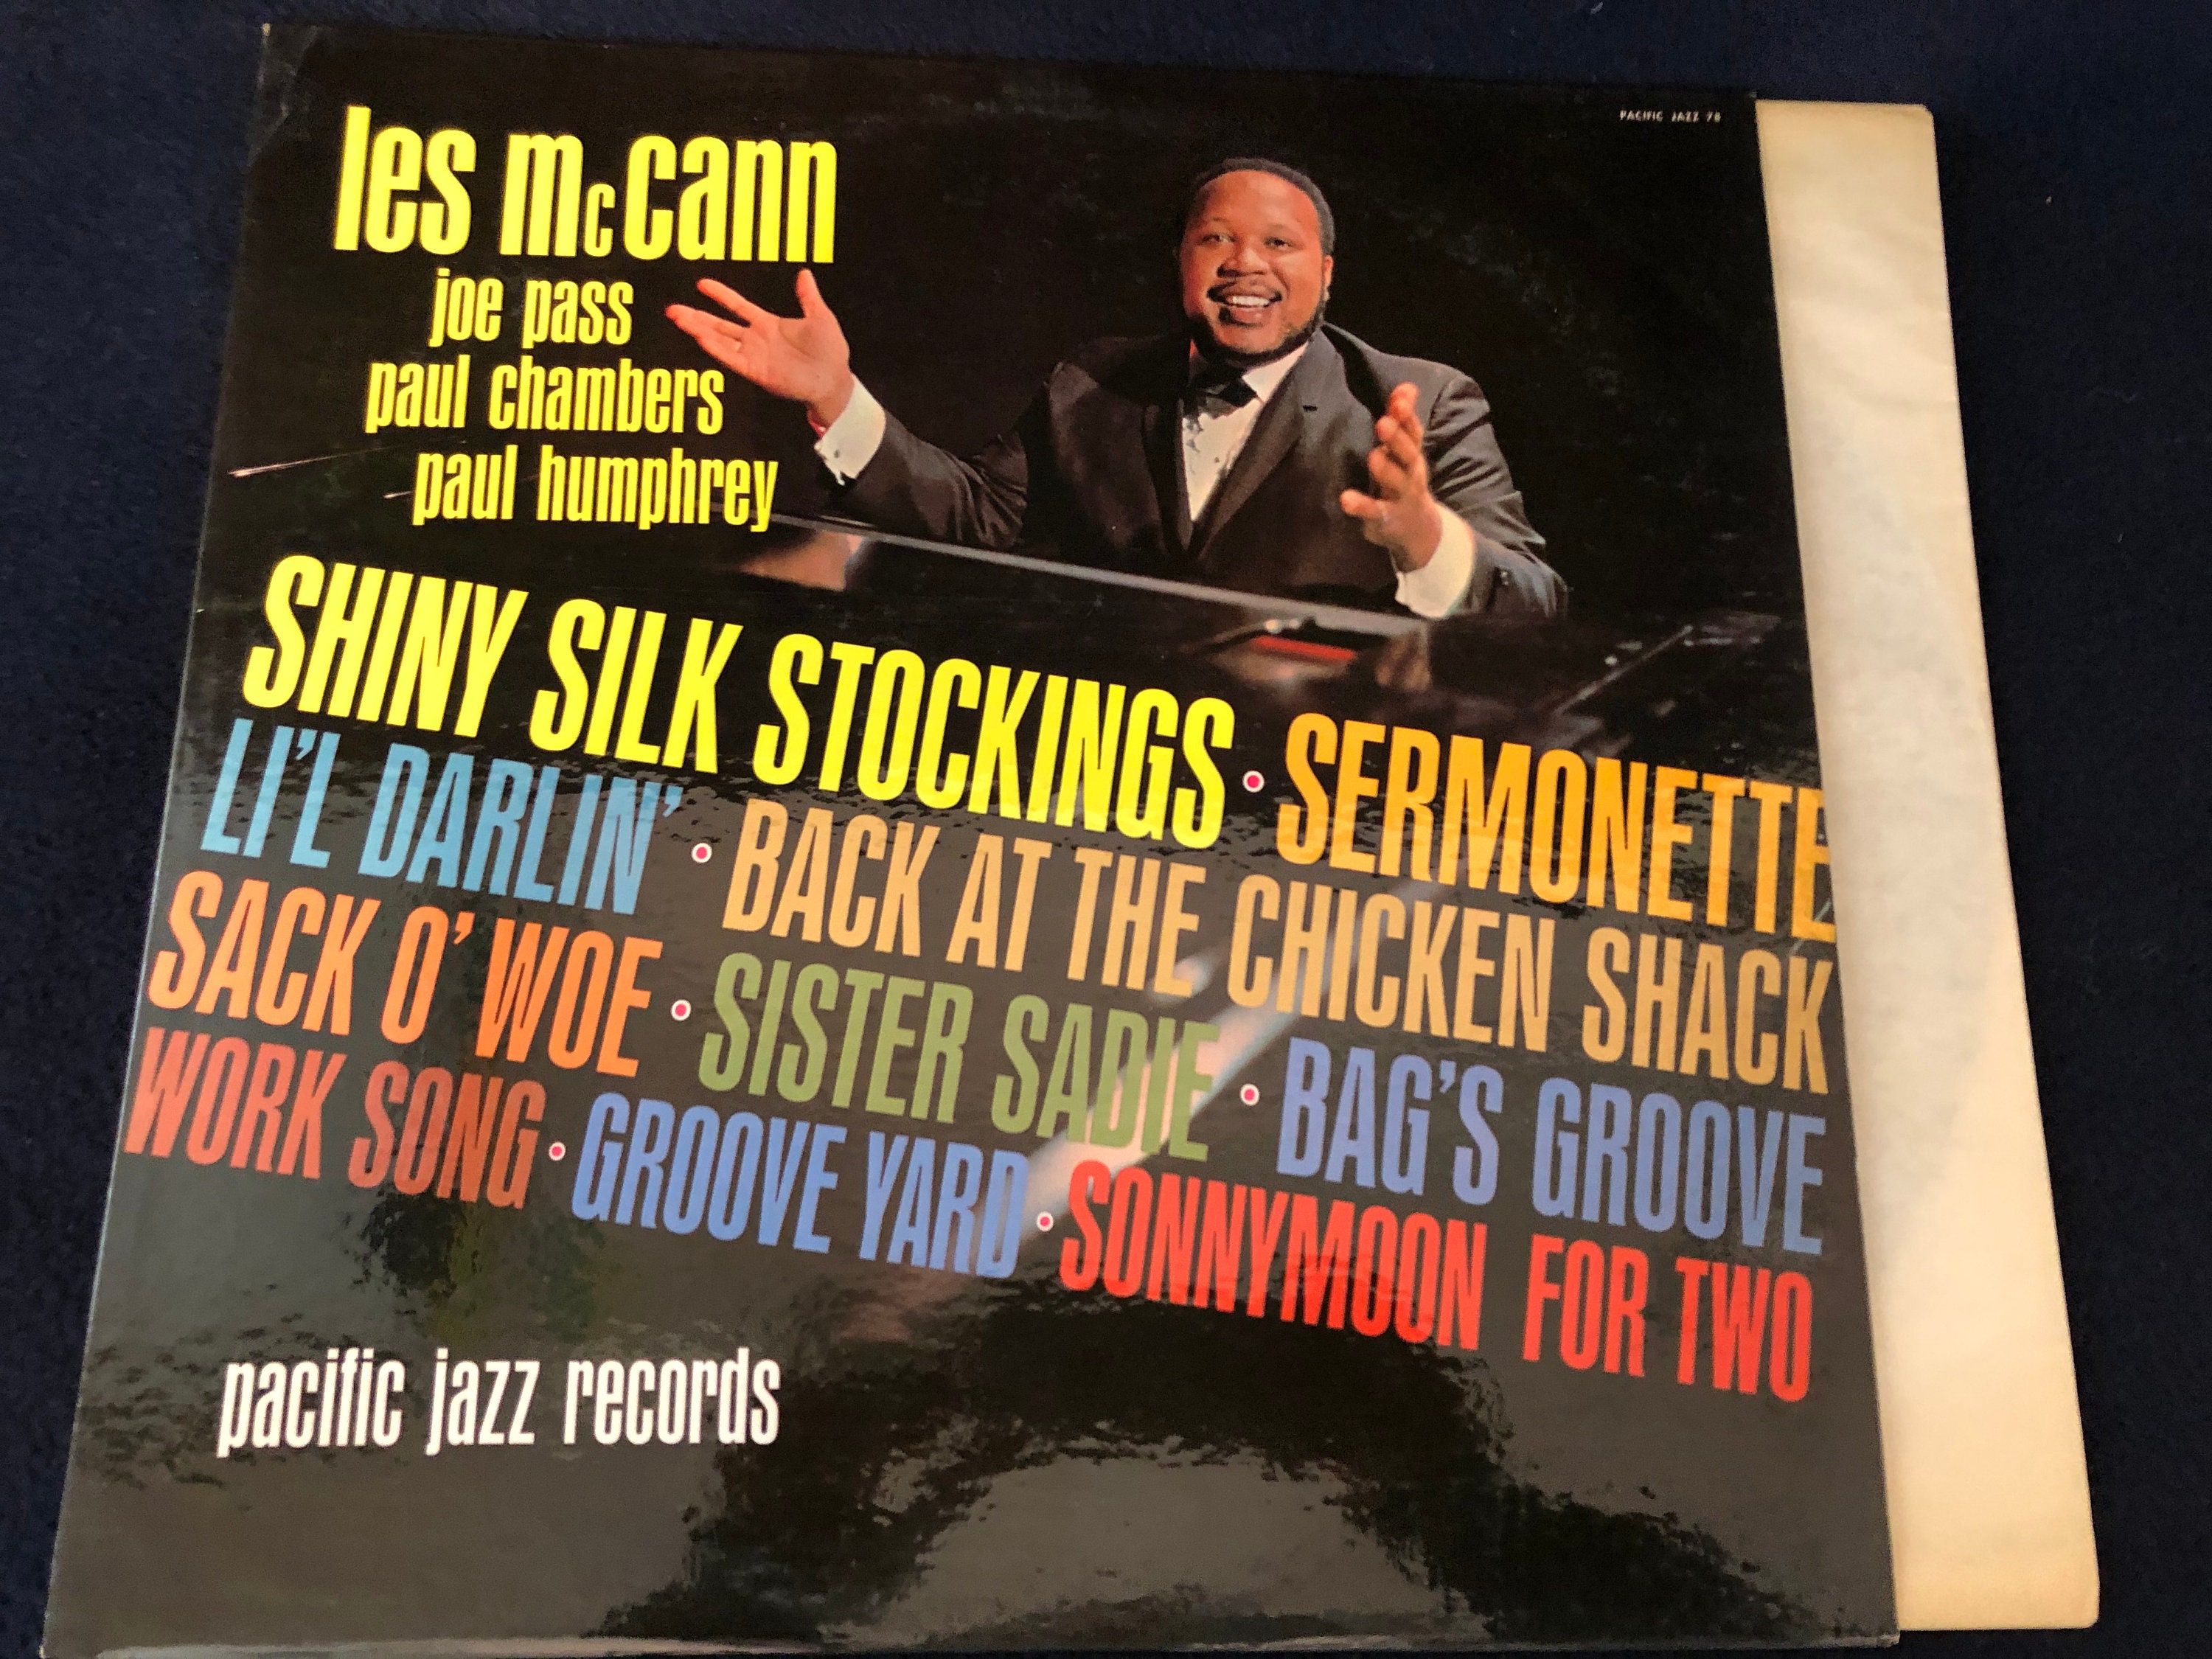 PACIFIC JAZZ 78
les mccann
joe pass
paul chambers
paul humphrey
SHINY SILK STOCKINGS • SERMONETTE
LI'L DARLIN' • BACK AT THE CHICKEN SHACK
SACK O' WOE • SISTER SADIE • BAG'S GROOVE
WORK SONG • GROOVE YARD • SONNYMOON FOR TWO
pacific jazz records